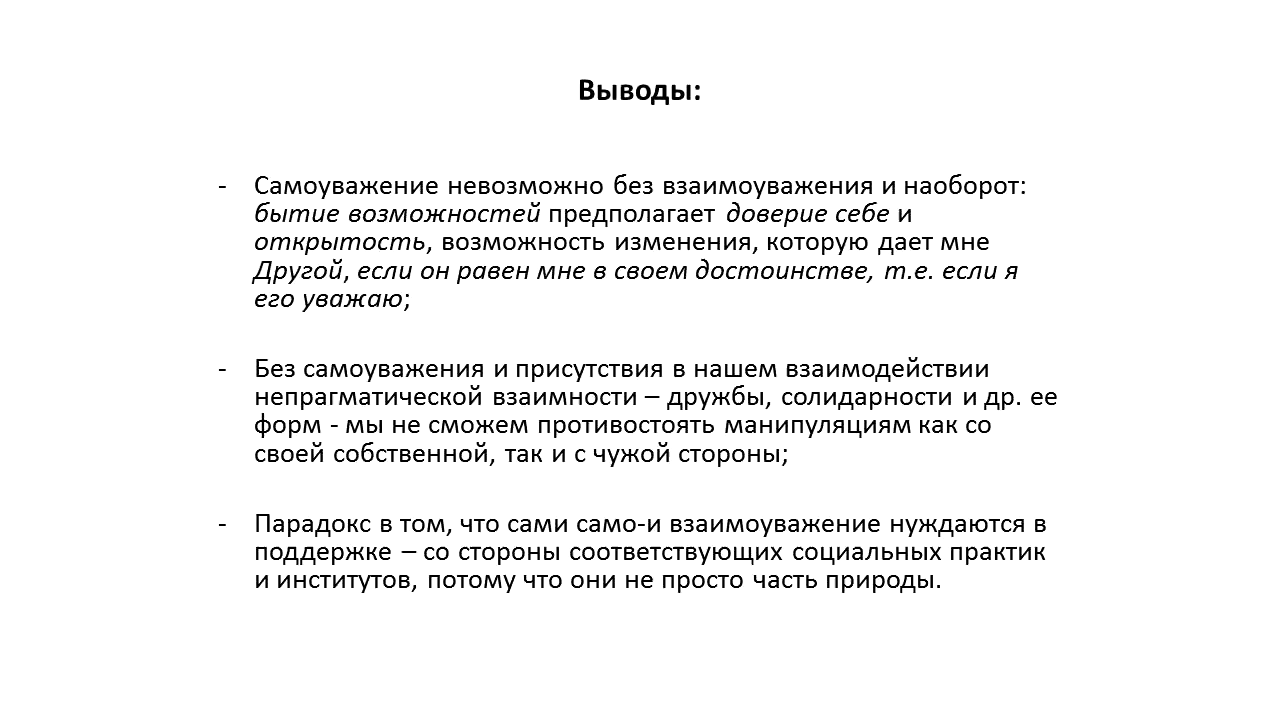 Выводы:
- Самоуважение невозможно без взаимоуважения и наоборот:
бытие возможностей предполагает доверие себе и
открытость, возможность изменения, которую дает мне
Другой, если он равен мне в своем достоинстве, т.е. если я
его уважаю;
- Без самоуважения и присутствия в нашем взаимодействии
непрагматической взаимности – дружбы, солидарности и др. ее
форм - мы не сможем противостоять манипуляциям как со
своей собственной, так и с чужой стороны;
- Парадокс в том, что сами само-и взаимоуважение нуждаются в
поддержке – со стороны соответствующих социальных практик
и институтов, потому что они не просто часть природы.